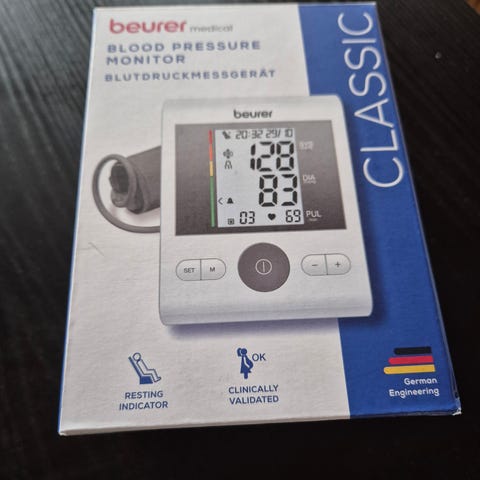 beurer medical
BLOOD PRESSURE
MONITOR
BLUTDRUCKMESSGERÄT
CLASSIC
beurer
20:32 29/10
128
83
DIA
03 69 PUL
SET M
− +
RESTING
INDICATOR
OK
CLINICALLY
VALIDATED
German
Engineering